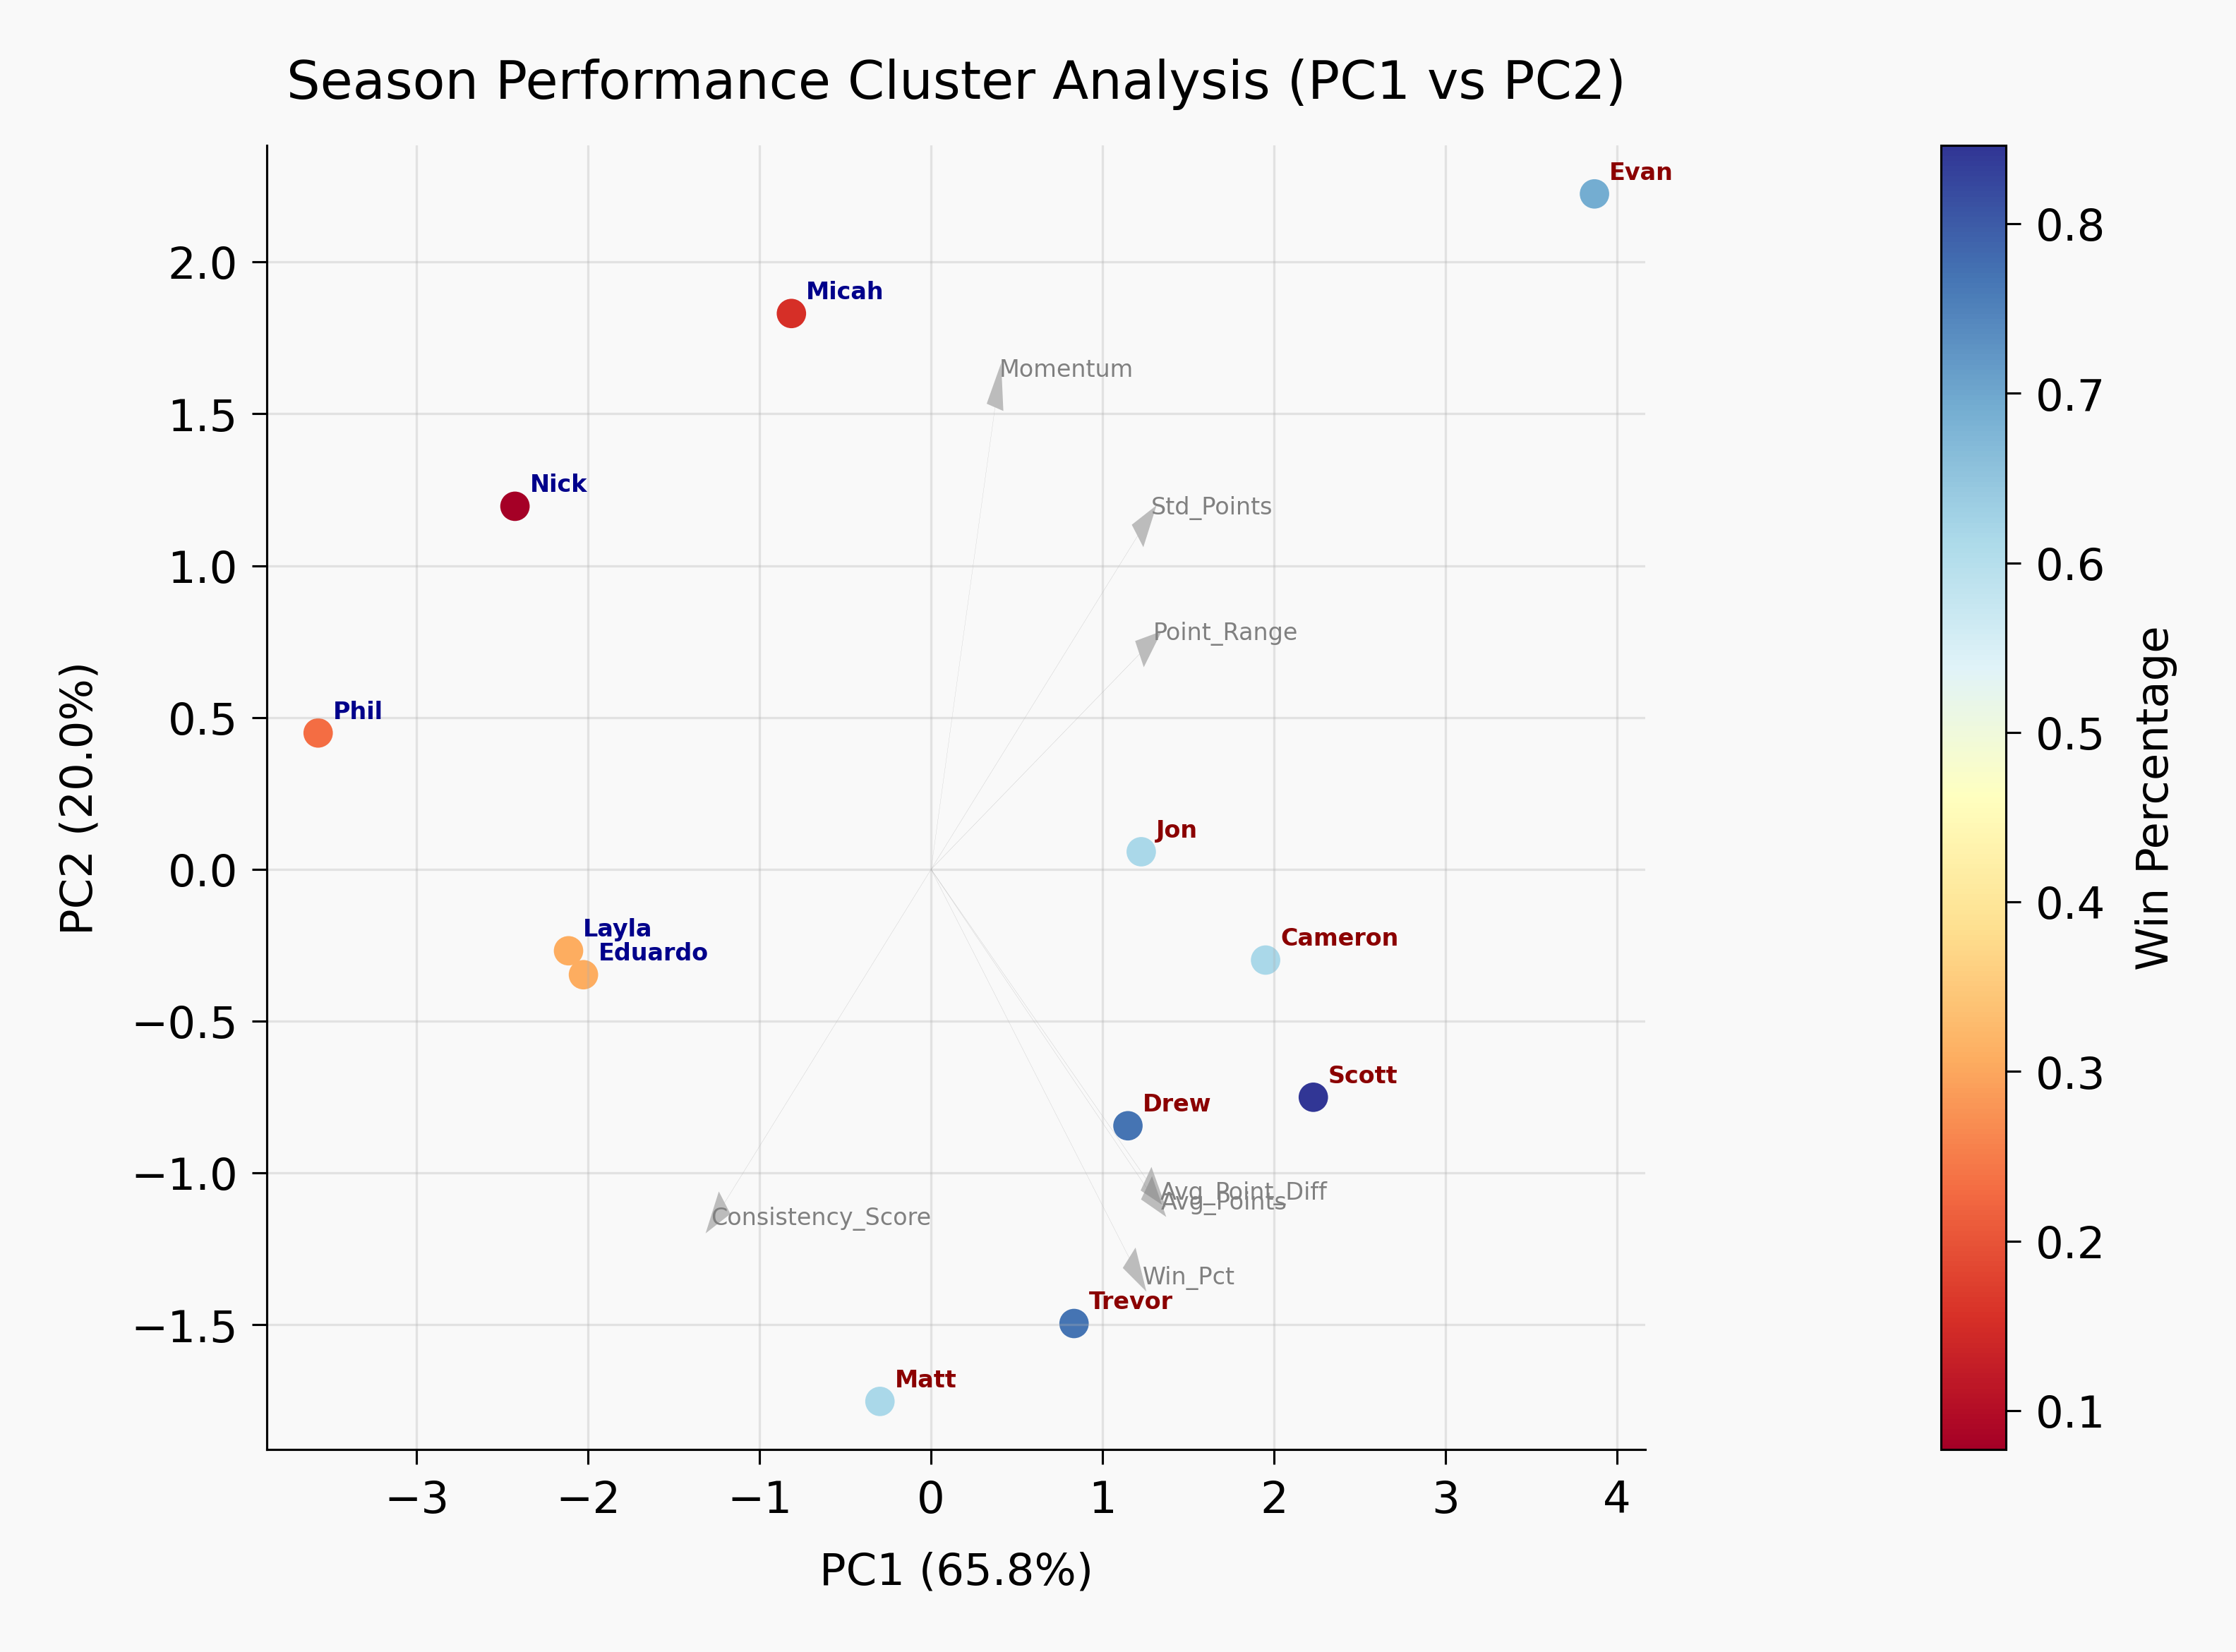 Season Performance Cluster Analysis (PC1 vs PC2)
Evan
Micah
Momentum
Nick
Std_Points
Point_Range
Phil
Jon
Layla
Eduardo
Cameron
Scott
Drew
Avg_Point_Diff
Avg_Points
Consistency_Score
Win_Pct
Trevor
Matt
2.0
1.5
1.0
0.5
0.0
−0.5
−1.0
−1.5
PC2 (20.0%)
−3
−2
−1
0
1
2
3
4
PC1 (65.8%)
0.8
0.7
0.6
0.5
0.4
0.3
0.2
0.1
Win Percentage